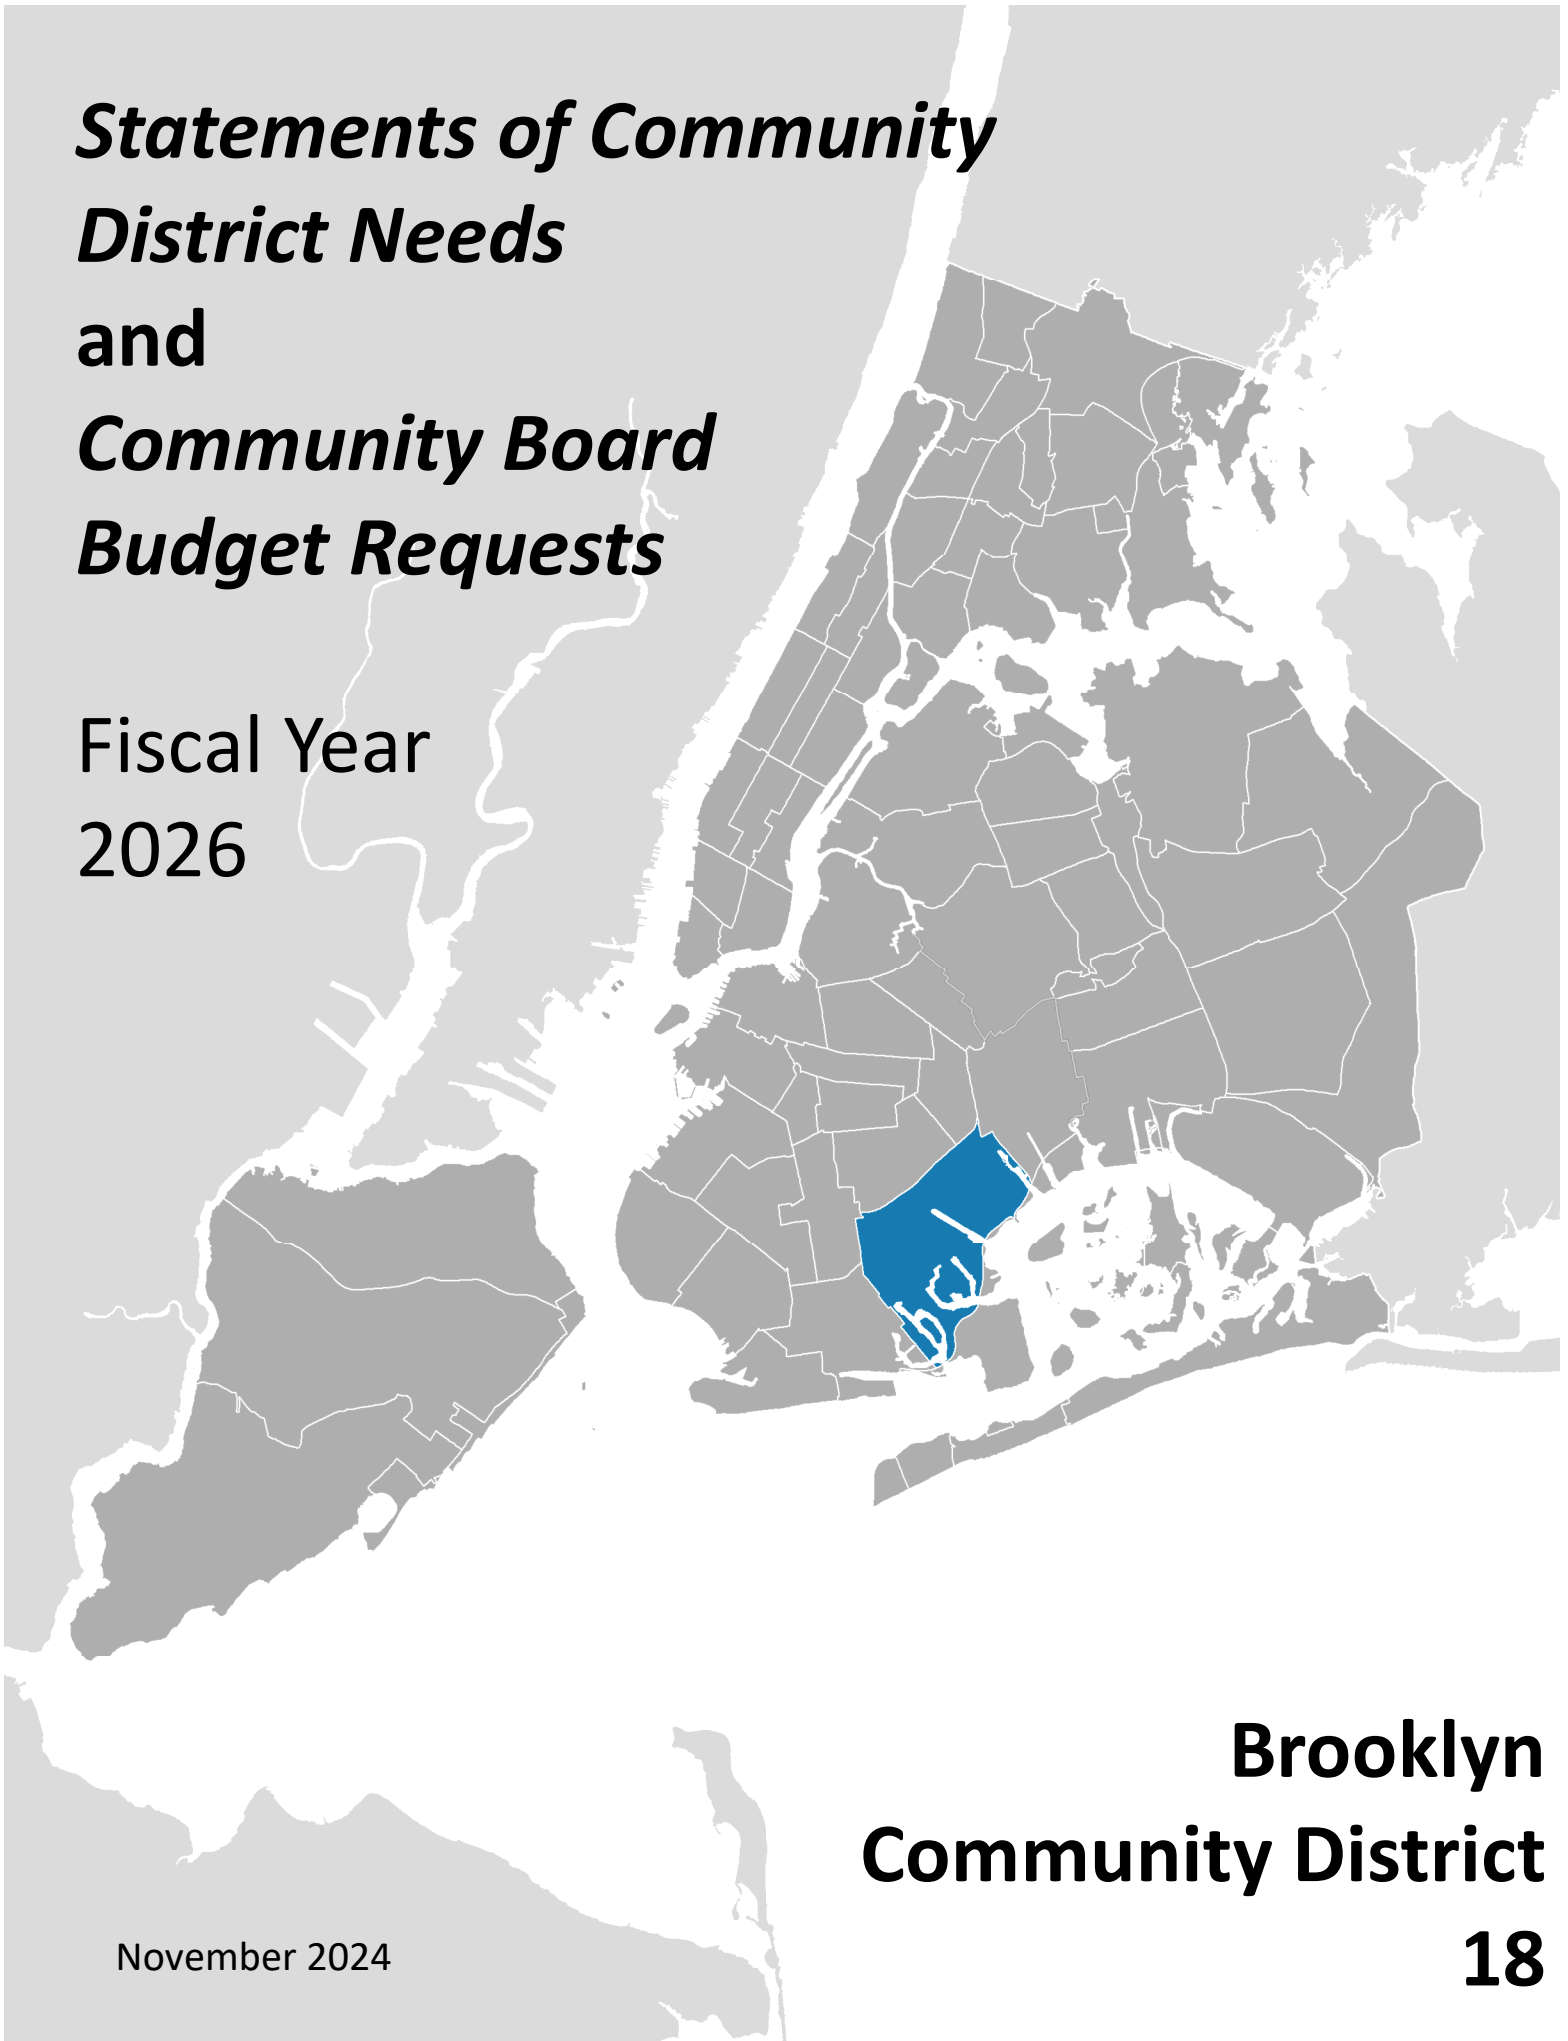 Statements of Community
District Needs
and
Community Board
Budget Requests
Fiscal Year
2026
Brooklyn
Community District
18
November 2024